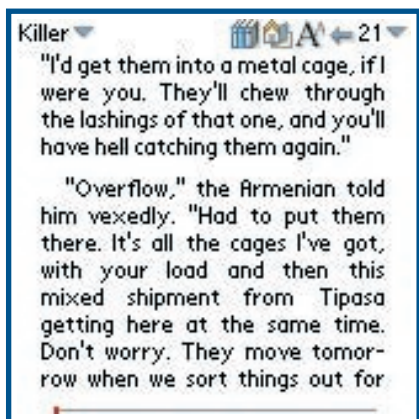 Killer 21
"I'd get them into a metal cage, if I
were you. They'll chew through
the lashings of that one, and you'll
have hell catching them again."
"Overflow," the Armenian told
him vexedly. "Had to put them
there. It's all the cages I've got,
with your load and then this
mixed shipment from Tipasa
getting here at the same time.
Don't worry. They move tomor-
row when we sort things out for